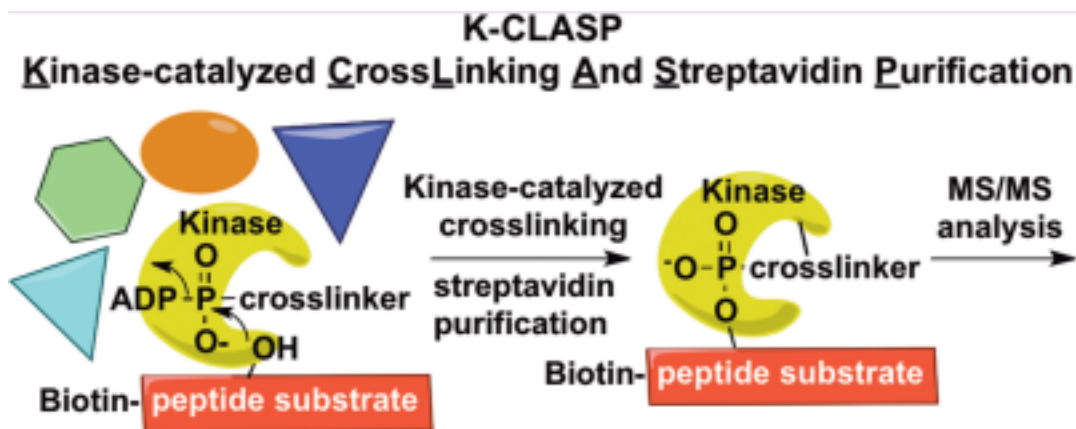 K-CLASP
Kinase-catalyzed CrossLinking And Streptavidin Purification
Kinase
O
ADP-P-crosslinker
O-
OH
Biotin-peptide substrate
Kinase-catalyzed
crosslinking
streptavidin
purification
Kinase
O
-O-P-crosslinker
O
Biotin-peptide substrate
MS/MS
analysis